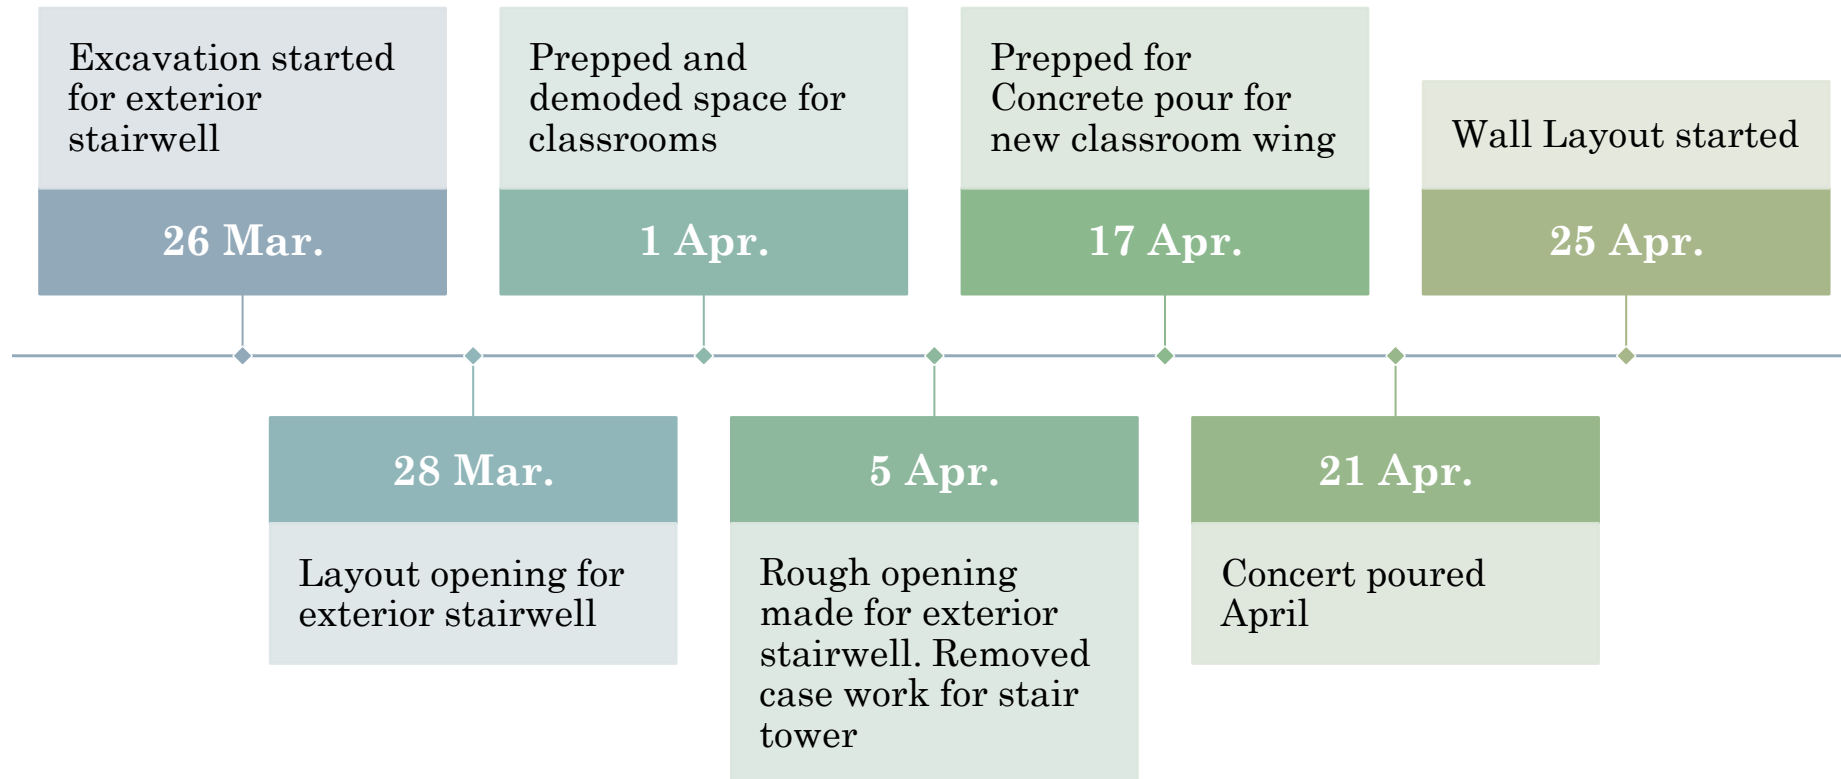 Excavation started
for exterior
stairwell
26 Mar.
28 Mar.
Layout opening for
exterior stairwell
Prepped and
demoded space for
classrooms
1 Apr.
5 Apr.
Rough opening
made for exterior
stairwell. Removed
case work for stair
tower
Prepped for
Concrete pour for
new classroom wing
17 Apr.
21 Apr.
Concert poured
April
Wall Layout started
25 Apr.